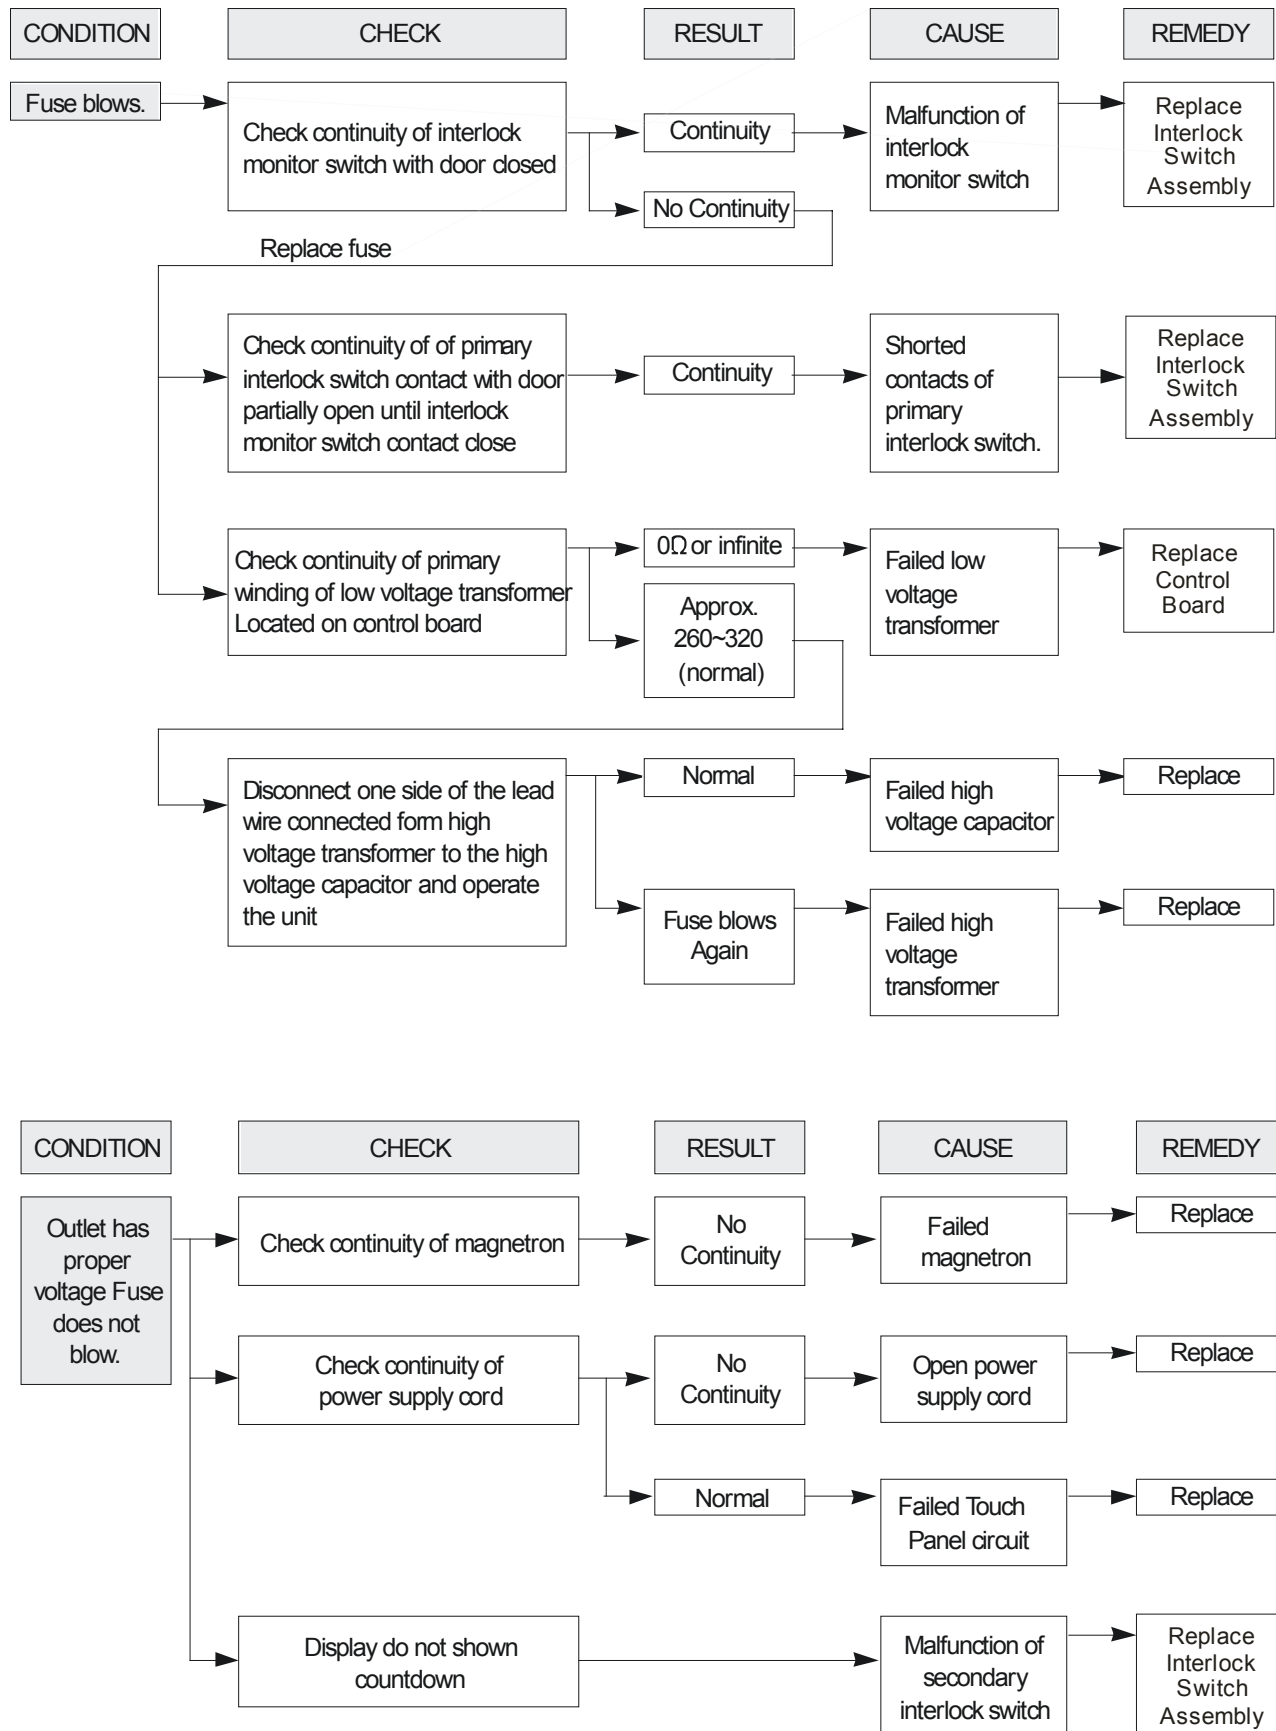 CONDITION
CHECK
RESULT
CAUSE
REMEDY
Fuse blows.
Check continuity of interlock
monitor switch with door closed
Continuity
Malfunction of
interlock
monitor switch
Replace
Interlock
Switch
Assembly
No Continuity
Replace fuse
Check continuity of of primary
interlock switch contact with door
partially open until interlock
monitor switch contact close
Continuity
Shorted
contacts of
primary
interlock switch.
Replace
Interlock
Switch
Assembly
Check continuity of primary
winding of low voltage transformer
Located on control board
0Ω or infinite
Failed low
voltage
transformer
Replace
Control
Board
Approx.
260~320
(normal)
Disconnect one side of the lead
wire connected form high
voltage transformer to the high
voltage capacitor and operate
the unit
Normal
Failed high
voltage capacitor
Replace
Fuse blows
Again
Failed high
voltage
transformer
Replace
CONDITION
CHECK
RESULT
CAUSE
REMEDY
Outlet has
proper
voltage Fuse
does not
blow.
Check continuity of magnetron
No
Continuity
Failed
magnetron
Replace
Check continuity of
power supply cord
No
Continuity
Open power
supply cord
Replace
Normal
Failed Touch
Panel circuit
Replace
Display do not shown
countdown
Malfunction of
secondary
interlock switch
Replace
Interlock
Switch
Assembly